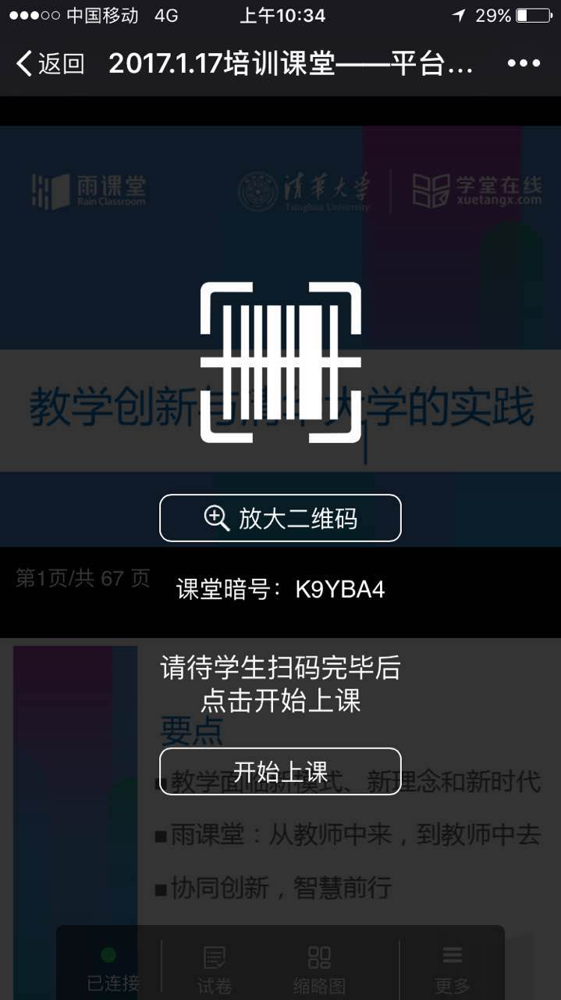 中国移动 4G 上午10:34 29%
返回 2017.1.17培训课堂——平台... 
雨课堂 清华大学 学堂在线
Rain Classroom Tsinghua University xuetangx.com
教学创新与清华大学的实践
放大二维码
第1页/共 67 页
课堂暗号：K9YBA4
请待学生扫码完毕后
点击开始上课
要点
开始上课
■教学面临新模式、新理念和新时代
■雨课堂：从教师中来，到教师中去
■协同创新，智慧前行
已连接 试卷 缩略图 更多